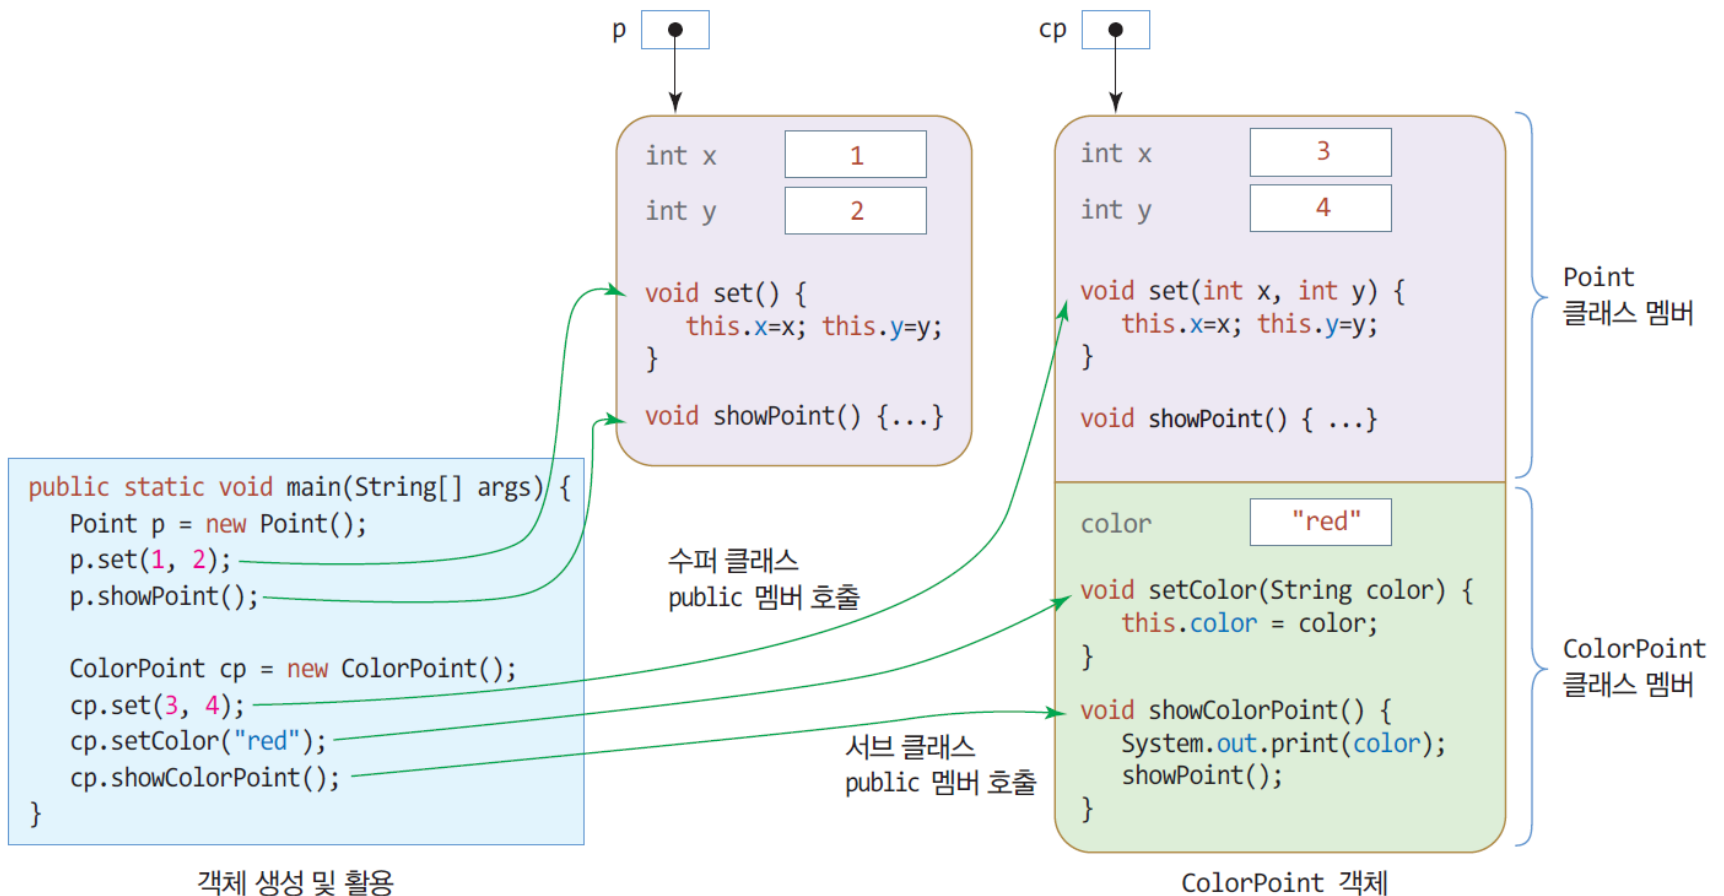 p
cp
int x 1
int y 2
void set() {
this.x=x; this.y=y;
}
void showPoint() {...}
int x 3
int y 4
void set(int x, int y) {
this.x=x; this.y=y;
}
void showPoint() { ...}
Point
클래스 멤버
public static void main(String[] args) {
Point p = new Point();
p.set(1, 2);
p.showPoint();
ColorPoint cp = new ColorPoint();
cp.set(3, 4);
cp.setColor("red");
cp.showColorPoint();
}
객체 생성 및 활용
수퍼 클래스
public 멤버 호출
서브 클래스
public 멤버 호출
color "red"
void setColor(String color) {
this.color = color;
}
void showColorPoint() {
System.out.print(color);
showPoint();
}
ColorPoint
클래스 멤버
ColorPoint 객체